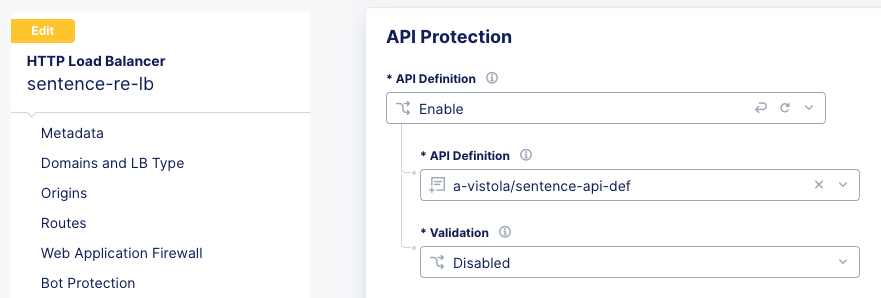 Edit
HTTP Load Balancer
sentence-re-lb
Metadata
Domains and LB Type
Origins
Routes
Web Application Firewall
Bot Protection
API Protection
* API Definition
Enable
* API Definition
a-vistola/sentence-api-def
* Validation
Disabled